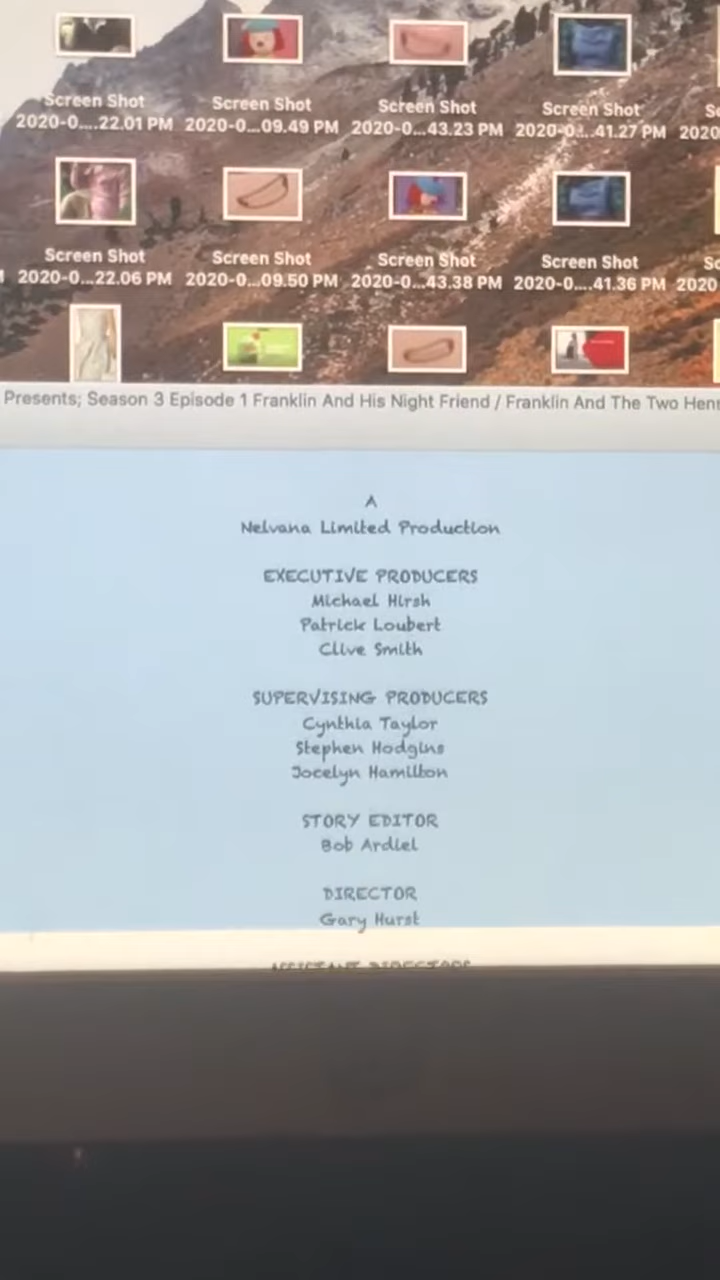 Screen Shot Screen Shot Screen Shot Screen Shot
2020-0....22.01 PM 2020-0...09.49 PM 2020-0...43.23 PM 2020-0...41.27 PM 2020
Screen Shot Screen Shot Screen Shot Screen Shot
2020-0...22.06 PM 2020-0...09.50 PM 2020-0...43.38 PM 2020-0....41.36 PM 2020
Presents; Season 3 Episode 1 Franklin And His Night Friend / Franklin And The Two Hen
A
Nelvana Limited Production
EXECUTIVE PRODUCERS
Michael Hirsh
Patrick Loubert
Clive Smith
SUPERVISING PRODUCERS
Cynthia Taylor
Stephen Hodgins
Jocelyn Hamilton
STORY EDITOR
Bob Ardiel
DIRECTOR
Gary Hurst
ASSISTANT DIRECTORS